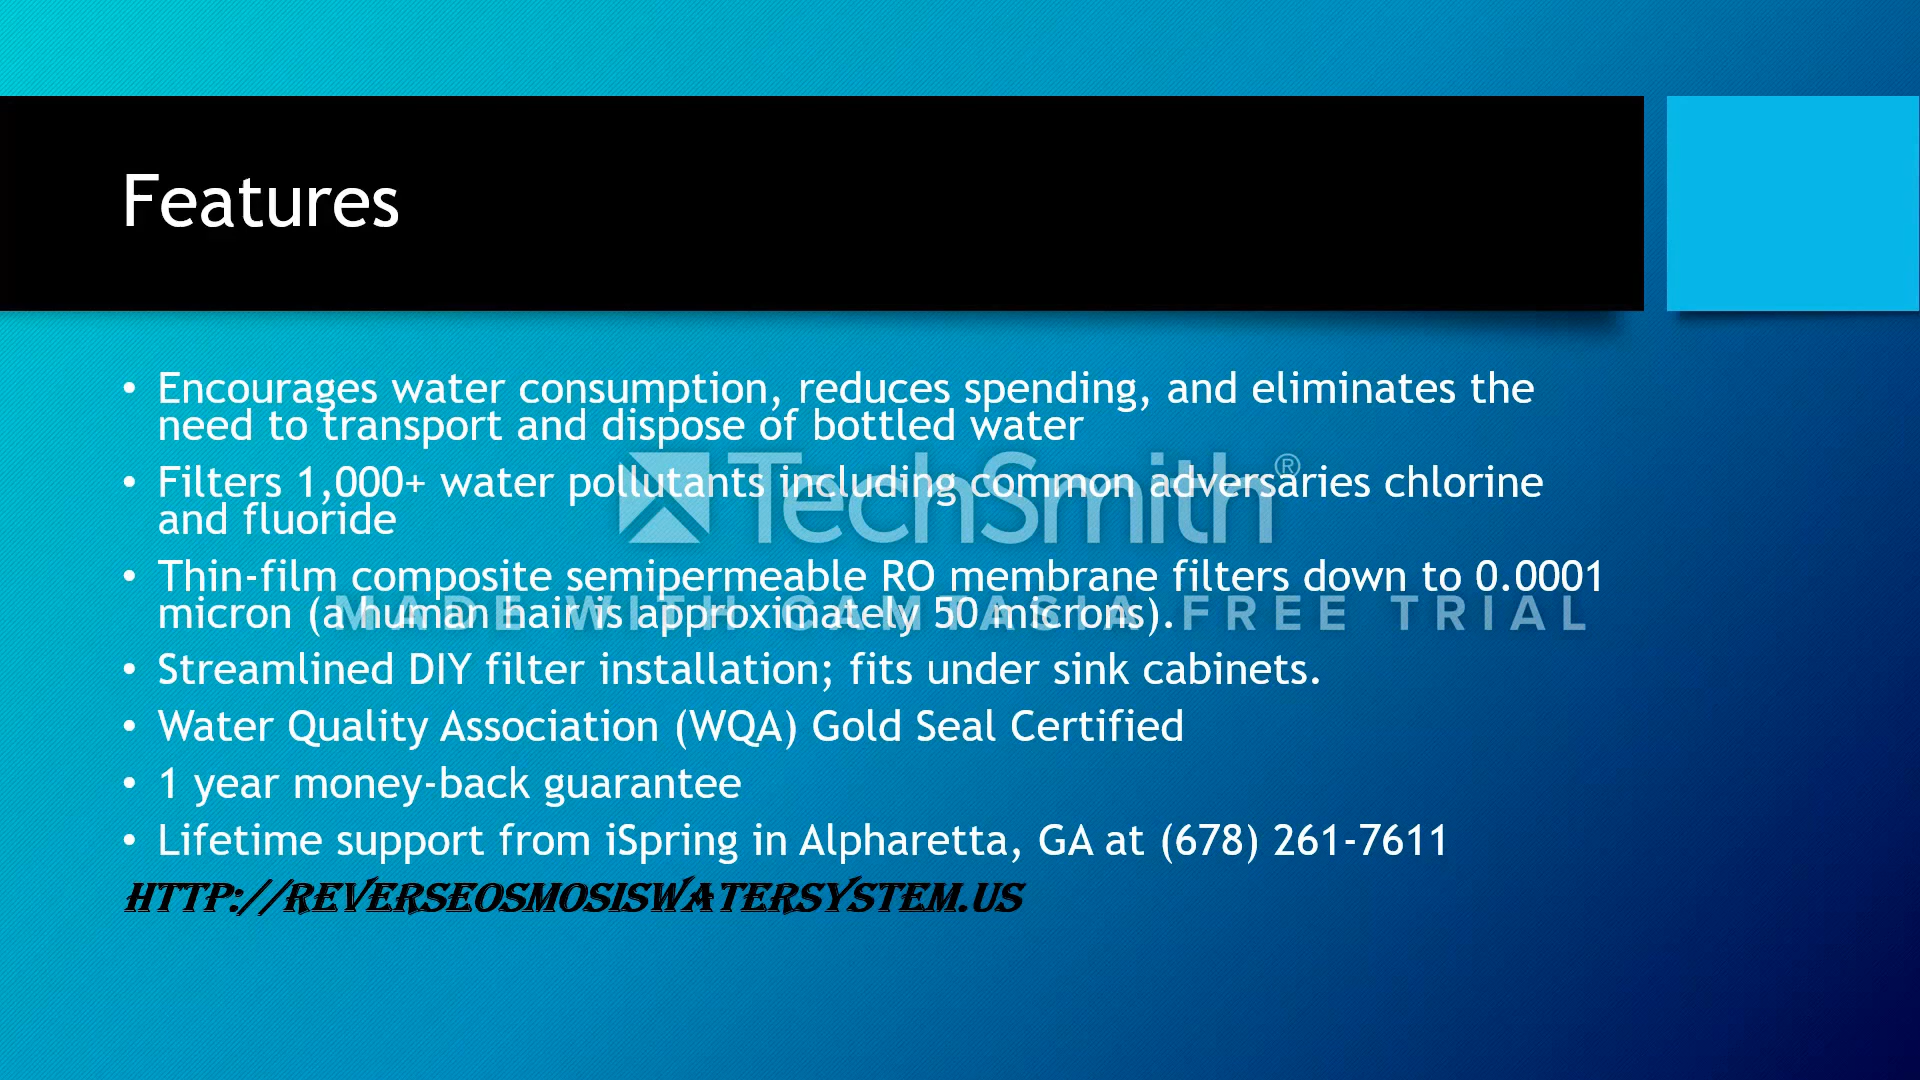 Features
• Encourages water consumption, reduces spending, and eliminates the
need to transport and dispose of bottled water
• Filters 1,000+ water pollutants including common adversaries chlorine
and fluoride
TechSmith®
• Thin-film composite semipermeable RO membrane filters down to 0.0001
micron (a human hair is approximately 50 microns).
MADE WITH CAMTASIA FREE TRIAL
• Streamlined DIY filter installation; fits under sink cabinets.
• Water Quality Association (WQA) Gold Seal Certified
• 1 year money-back guarantee
• Lifetime support from iSpring in Alpharetta, GA at (678) 261-7611
HTTP://REVERSEOSMOSISWATERSYSTEM.US